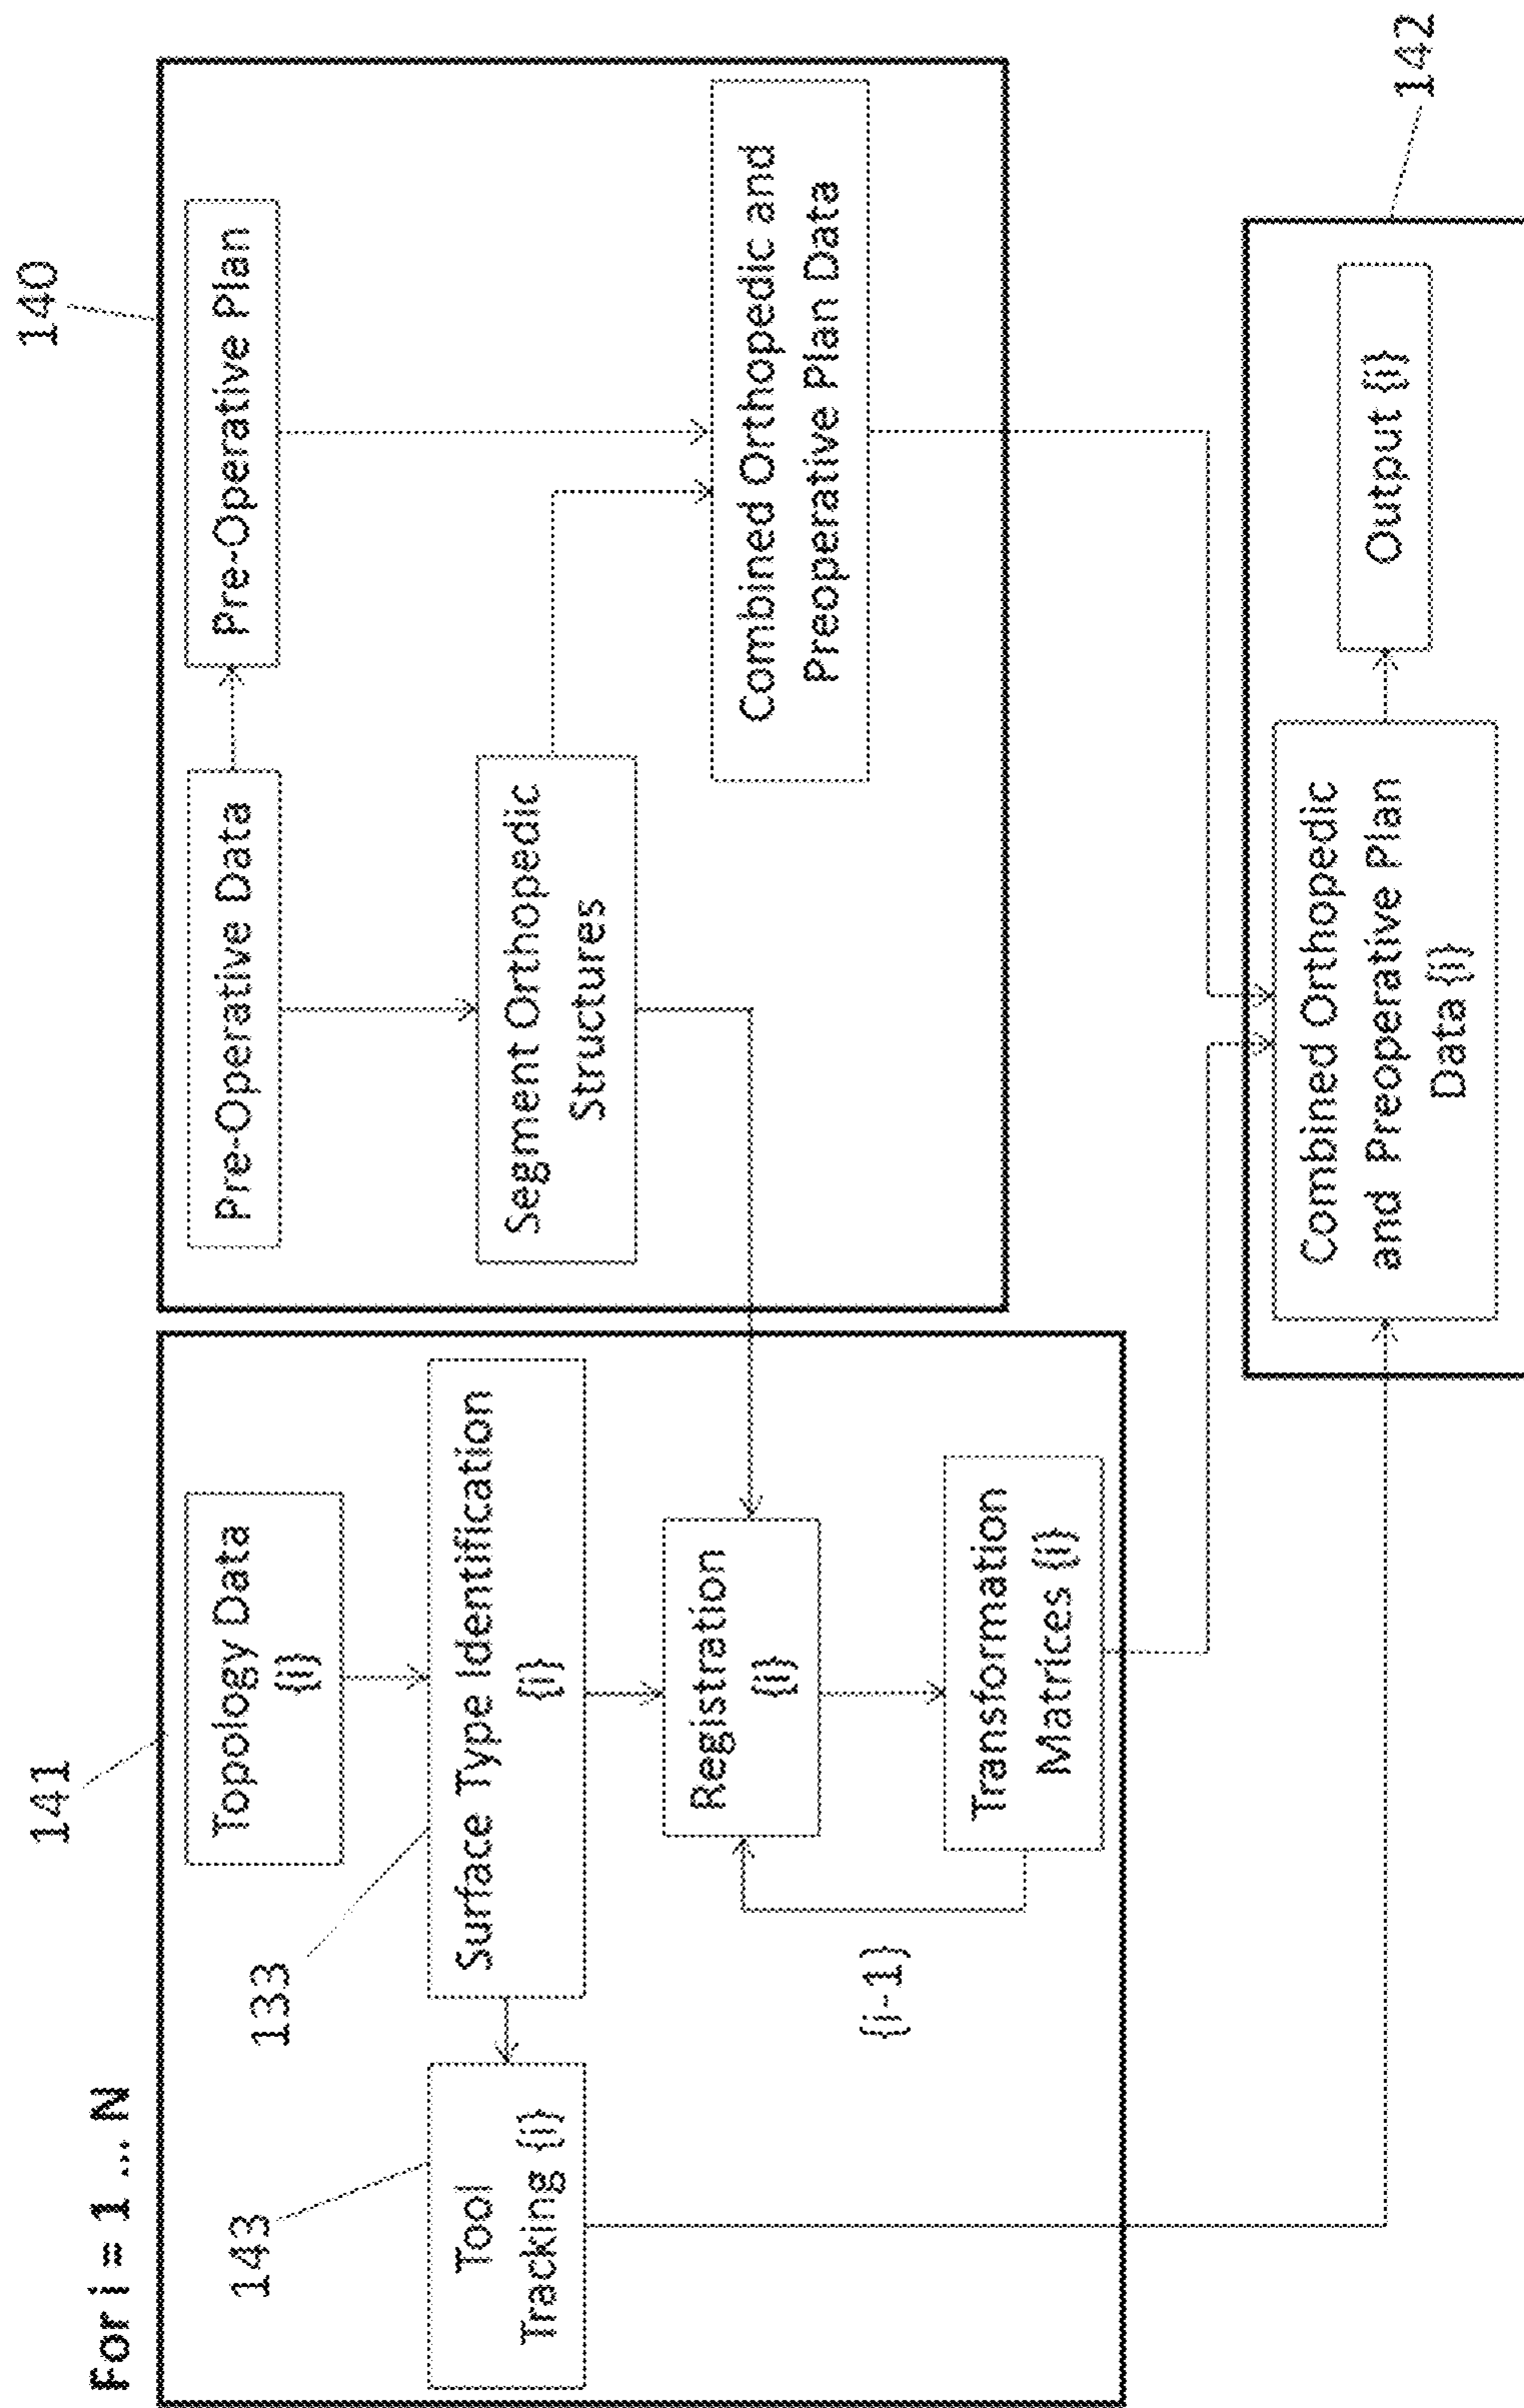 For i = 1 ... N
141
140
143
133
Topology Data
{i}
Pre-Operative Data
Pre-Operative Plan
Tool
Tracking {i}
Surface Type Identification
{i}
Segment Orthopedic
Structures
Registration
{i}
{i-1}
Combined Orthopedic and
Preoperative Plan Data
Transformation
Matrices {i}
Combined Orthopedic
and Preoperative Plan
Data {i}
Output {i}
142